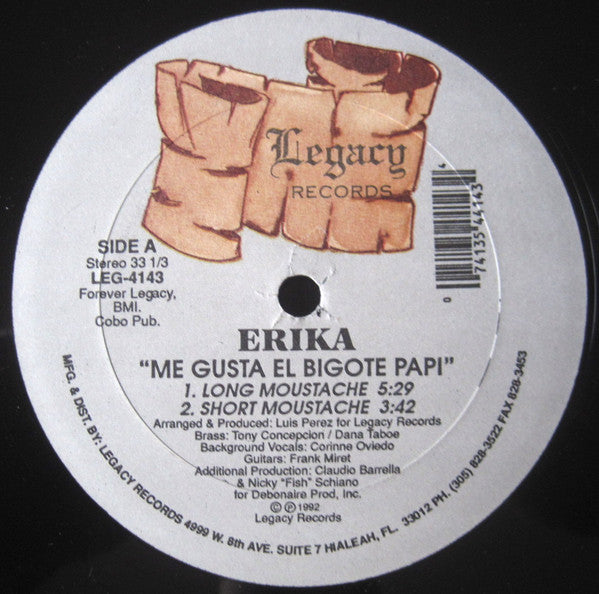 Legacy
RECORDS
SIDE A
Stereo 33 1/3
LEG-4143
Forever Legacy,
BMI.
Cobo Pub.
0 74135 44143 4
ERIKA
“ME GUSTA EL BIGOTE PAPI”
1. LONG MOUSTACHE 5:29
2. SHORT MOUSTACHE 3:42
Arranged & Produced: Luis Perez for Legacy Records
Brass: Tony Concepcion / Dana Taboe
Background Vocals: Corinne Oviedo
Guitars: Frank Miret
Additional Production: Claudio Barrella
& Nicky "Fish" Schiano
for Debonaire Prod, Inc.
© ℗ 1992
Legacy Records
MFG. & DIST. BY: LEGACY RECORDS 4999 W. 8th AVE. SUITE 7 HIALEAH, FL. 33012 PH. (305) 828-3522 FAX 828-3453